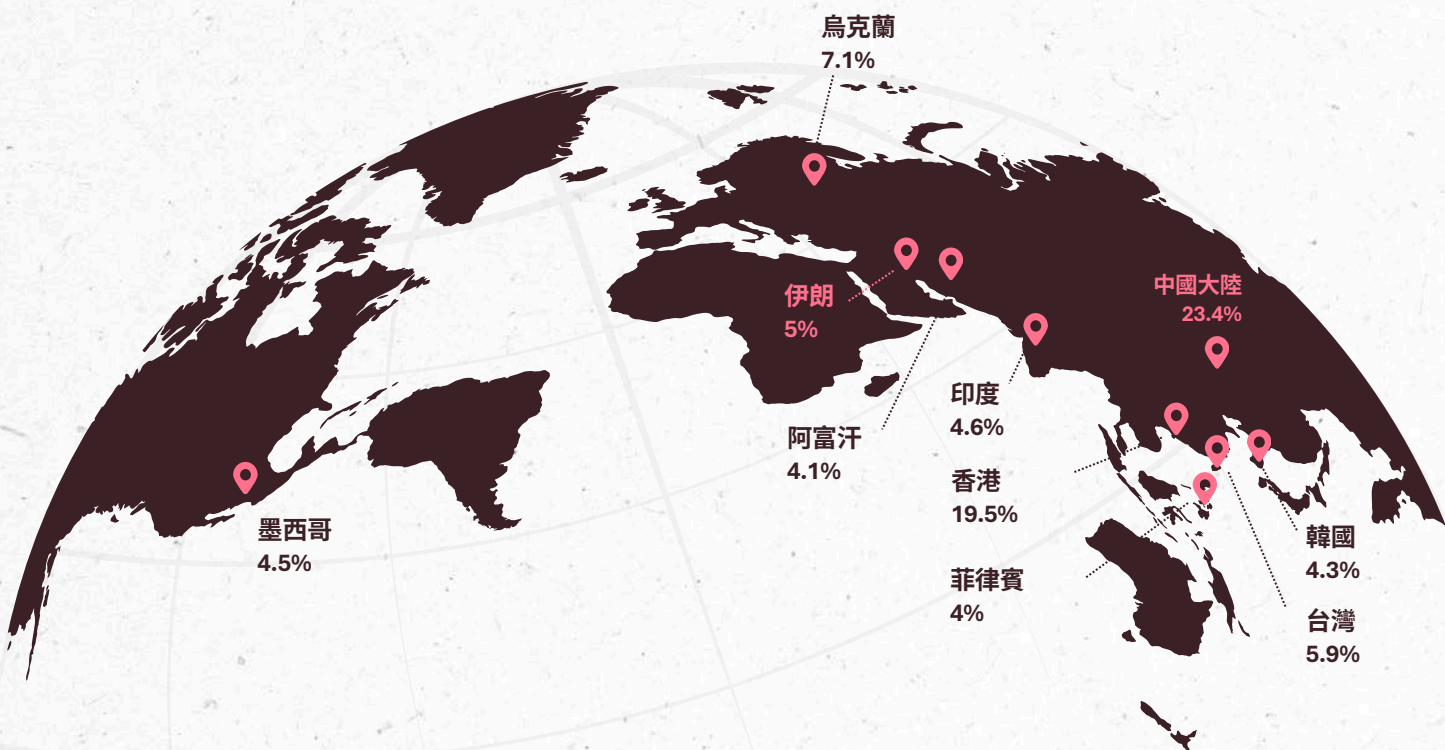 烏克蘭
7.1%
伊朗
5%
中國大陸
23.4%
印度
4.6%
阿富汗
4.1%
香港
19.5%
墨西哥
4.5%
韓國
4.3%
菲律賓
4%
台灣
5.9%